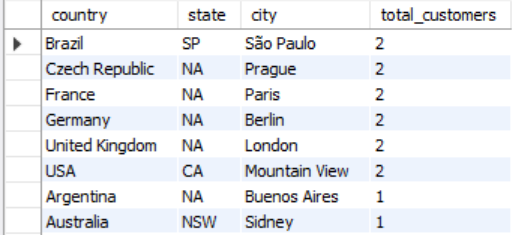 country state city total_customers
Brazil SP São Paulo 2
Czech Republic NA Prague 2
France NA Paris 2
Germany NA Berlin 2
United Kingdom NA London 2
USA CA Mountain View 2
Argentina NA Buenos Aires 1
Australia NSW Sidney 1